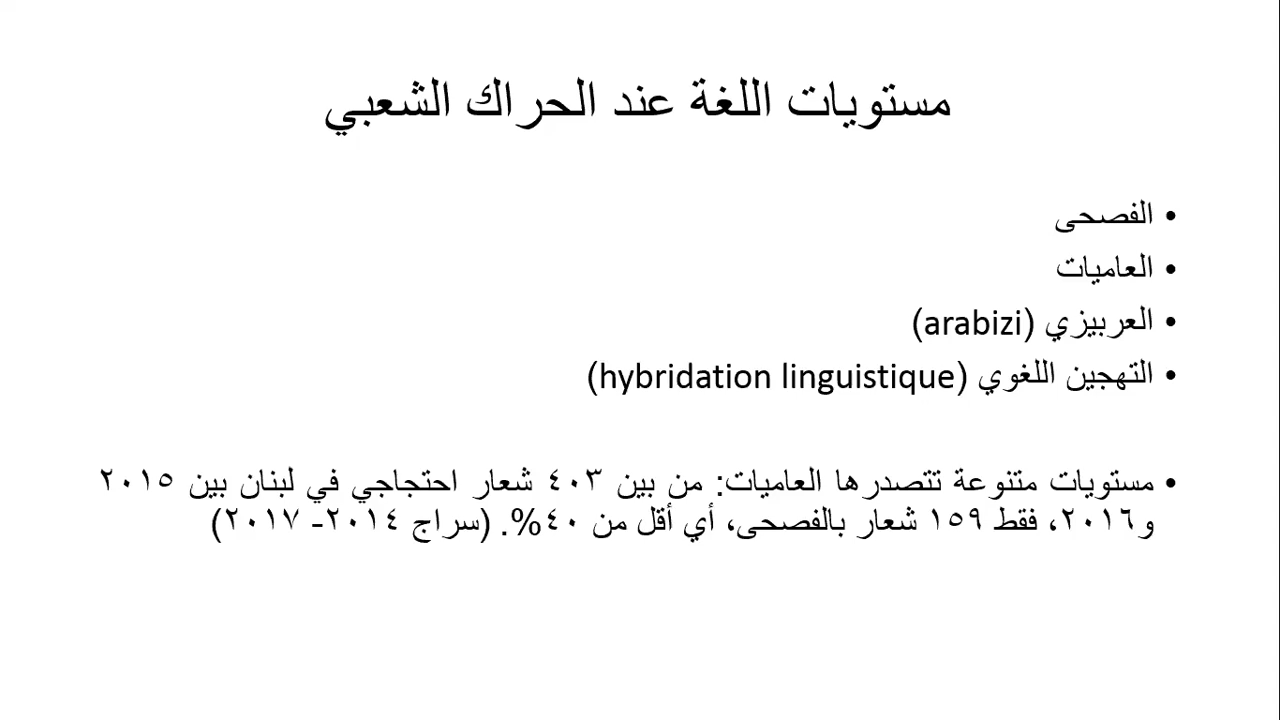 مستويات اللغة عند الحراك الشعبي
• الفصحى
• العاميات
• العربيزي (arabizi)
• التهجين اللغوي (hybridation linguistique)
• مستويات متنوعة تتصدرها العاميات: من بين ٤٠٣ شعار احتجاجي في لبنان بين ٢٠١٥
و٢٠١٦، فقط ١٥٩ شعار بالفصحى، أي أقل من ٤٠%. (سراج ٢٠١٤- ٢٠١٧)